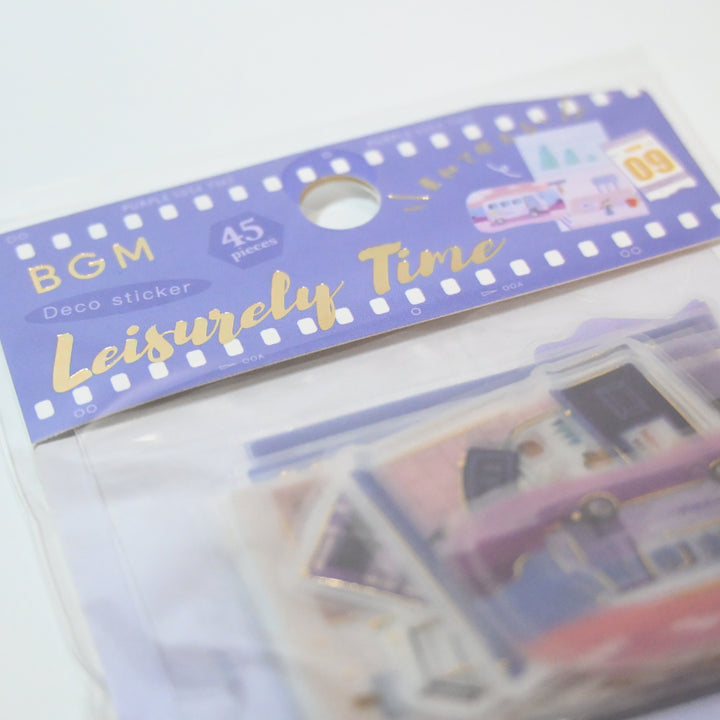 BGM
45
pieces
Deco sticker
Leisurely Time
09